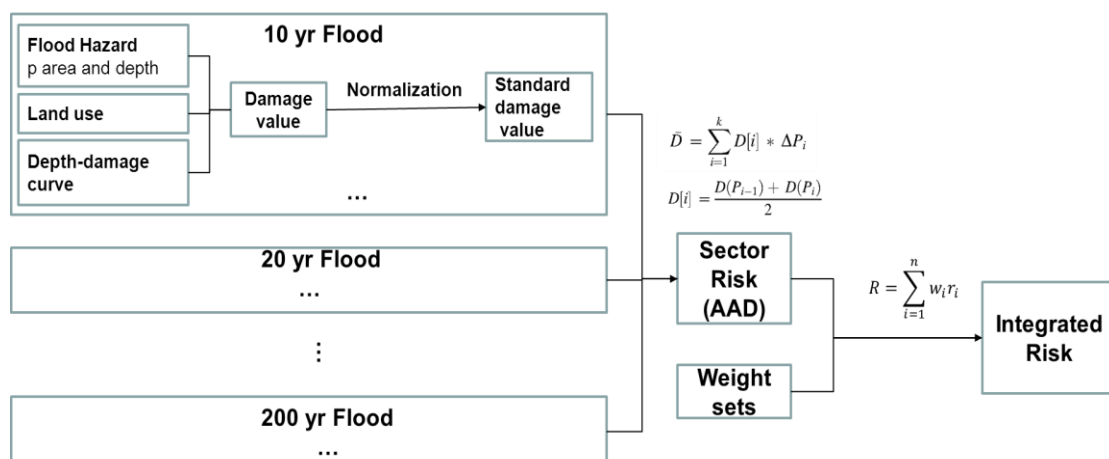 10 yr Flood
Flood Hazard
p area and depth
Land use
Depth-damage
curve
Damage
value
Normalization
Standard
damage
value
...
20 yr Flood
...
⋮
200 yr Flood
...
D̄ = ∑_{i=1}^{k} D[i] * ΔP_i
D[i] = (D(P_{i-1}) + D(P_i)) / 2
Sector
Risk
(AAD)
Weight
sets
R = ∑_{i=1}^{n} w_i r_i
Integrated
Risk